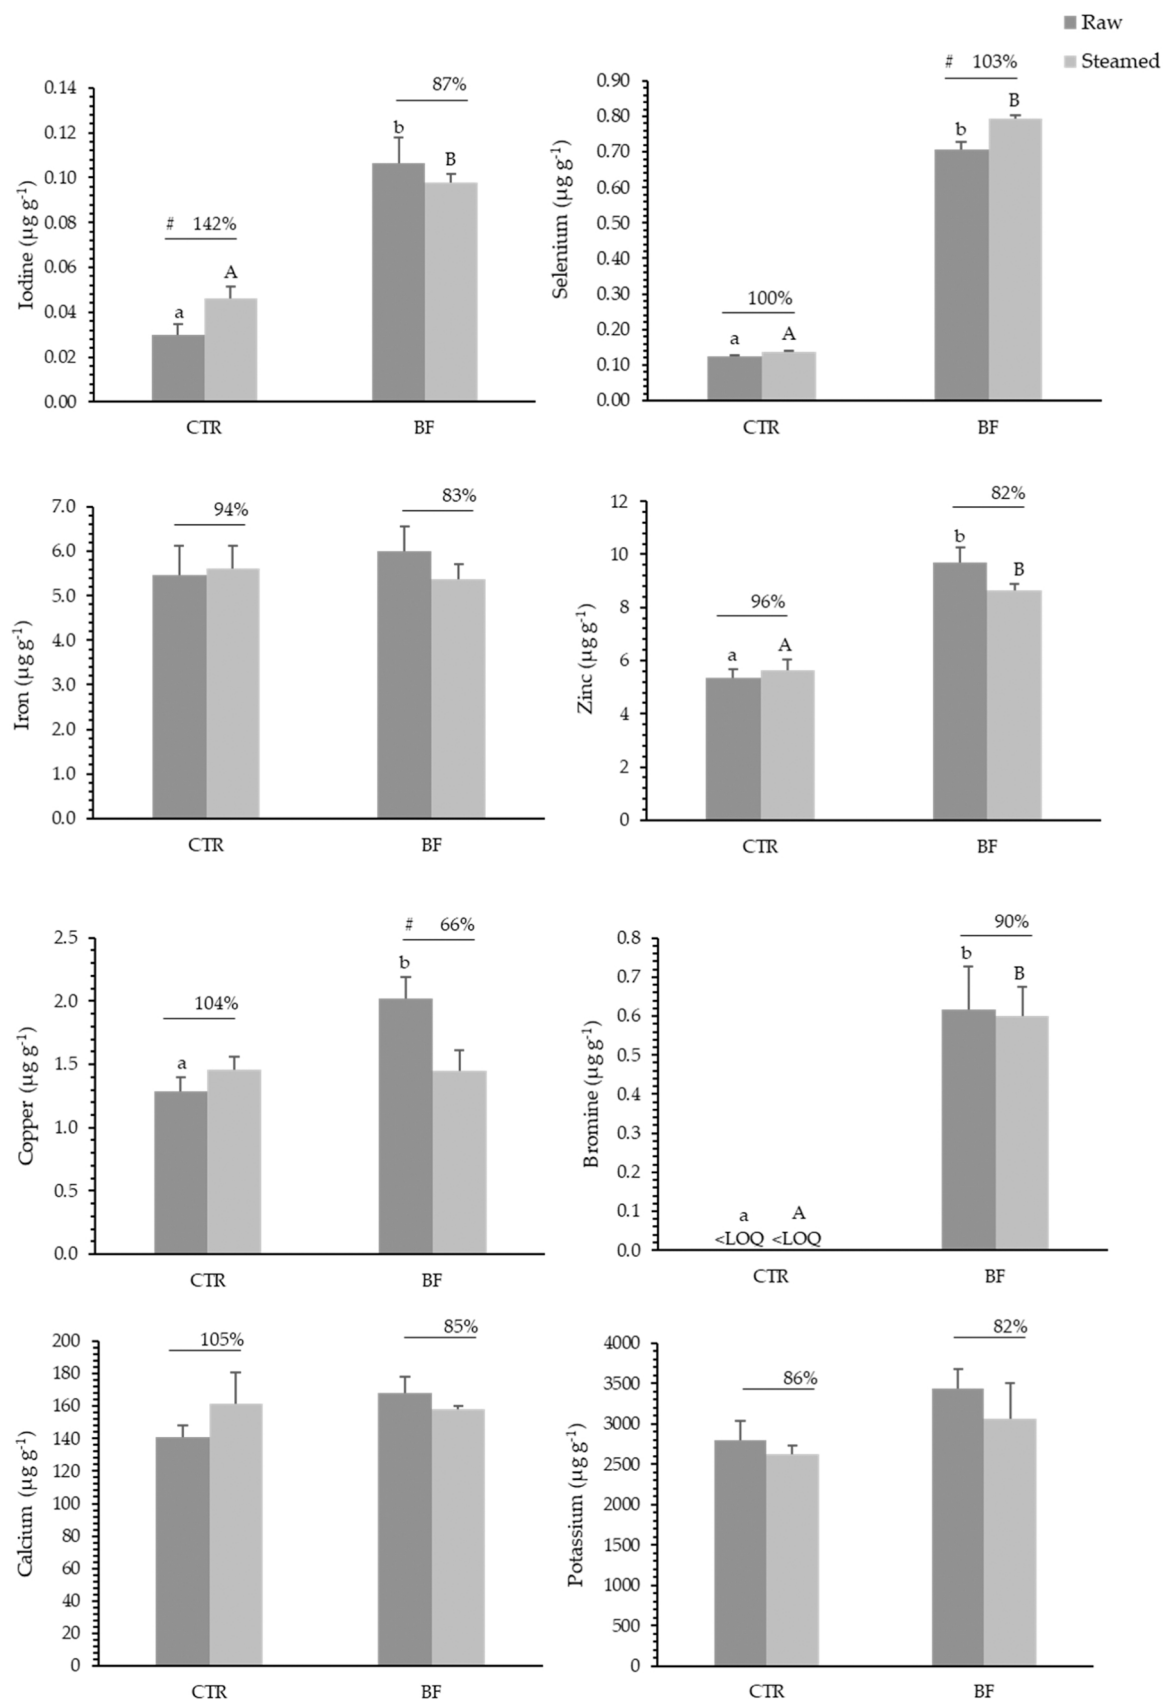 Raw
Steamed
Iodine (µg g-1)
0.14
0.12
0.10
0.08
0.06
0.04
0.02
0.00
# 142%
a
A
87%
b
B
CTR
BF
Selenium (µg g-1)
0.90
0.80
0.70
0.60
0.50
0.40
0.30
0.20
0.10
0.00
100%
a
A
# 103%
b
B
CTR
BF
Iron (µg g-1)
7.0
6.0
5.0
4.0
3.0
2.0
1.0
0.0
94%
83%
CTR
BF
Zinc (µg g-1)
12
10
8
6
4
2
0
96%
a
A
82%
b
B
CTR
BF
Copper (µg g-1)
2.5
2.0
1.5
1.0
0.5
0.0
104%
a
# 66%
b
CTR
BF
Bromine (µg g-1)
0.8
0.7
0.6
0.5
0.4
0.3
0.2
0.1
0.0
a A
<LOQ <LOQ
90%
b
B
CTR
BF
Calcium (µg g-1)
200
180
160
140
120
100
80
60
40
20
0
105%
85%
CTR
BF
Potassium (µg g-1)
4000
3500
3000
2500
2000
1500
1000
500
0
86%
82%
CTR
BF